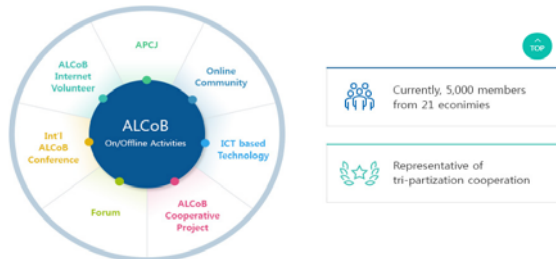 APCJ
ALCoB
Internet
Volunteer
Online
Community
ALCoB
On/Offline Activities
Int'l
ALCoB
Conference
ICT based
Technology
Forum
ALCoB
Cooperative
Project
TOP
Currently, 5,000 members
from 21 econimies
Representative of
tri-partization cooperation